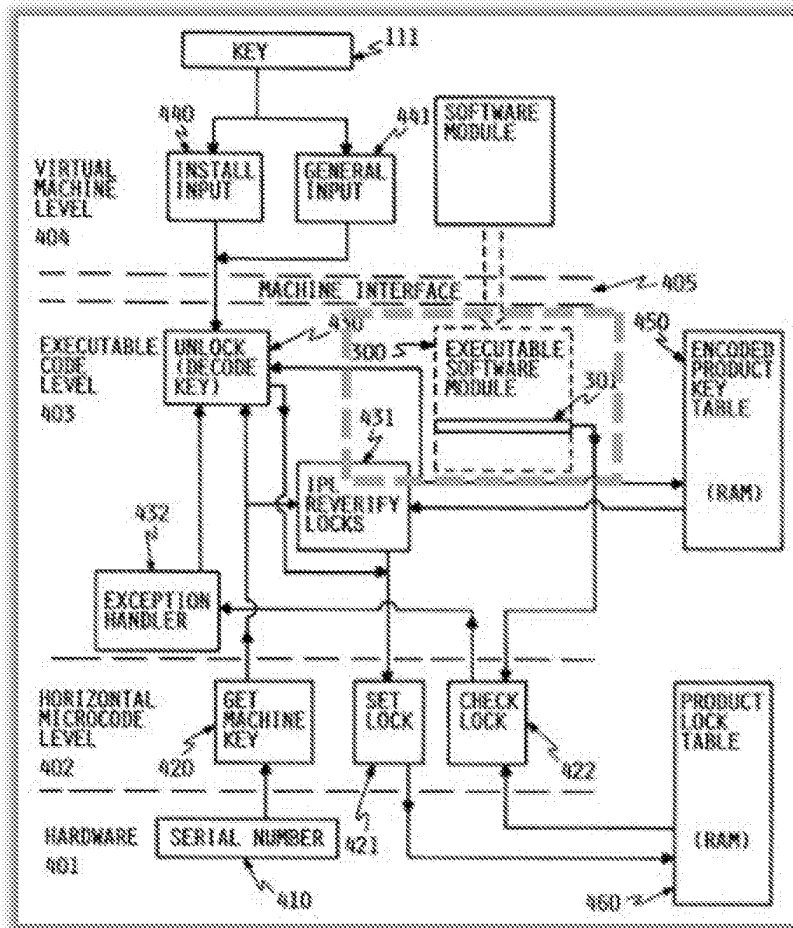 KEY
111
440
441
SOFTWARE
MODULE
VIRTUAL
MACHINE
LEVEL
404
INSTALL
INPUT
GENERAL
INPUT
MACHINE INTERFACE
405
430
EXECUTABLE
CODE
LEVEL
403
UNLOCK
(DECODE
KEY)
300
EXECUTABLE
SOFTWARE
MODULE
301
450
ENCODED
PRODUCT
KEY
TABLE
(RAM)
431
IPL
REVERIFY
LOCKS
432
EXCEPTION
HANDLER
HORIZONTAL
MICROCODE
LEVEL
402
GET
MACHINE
KEY
420
SET
LOCK
421
CHECK
LOCK
422
PRODUCT
LOCK
TABLE
(RAM)
460
HARDWARE
401
SERIAL NUMBER
410